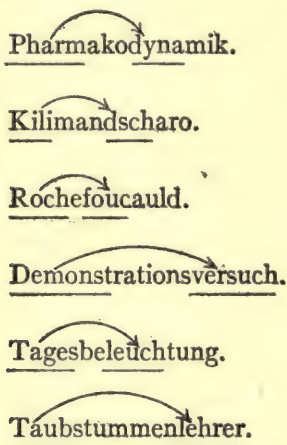 Pharmakodynamik.
Kilimandscharo.
Rochefoucauld.
Demonstrationsversuch.
Tagesbeleuchtung.
Taubstummenlehrer.